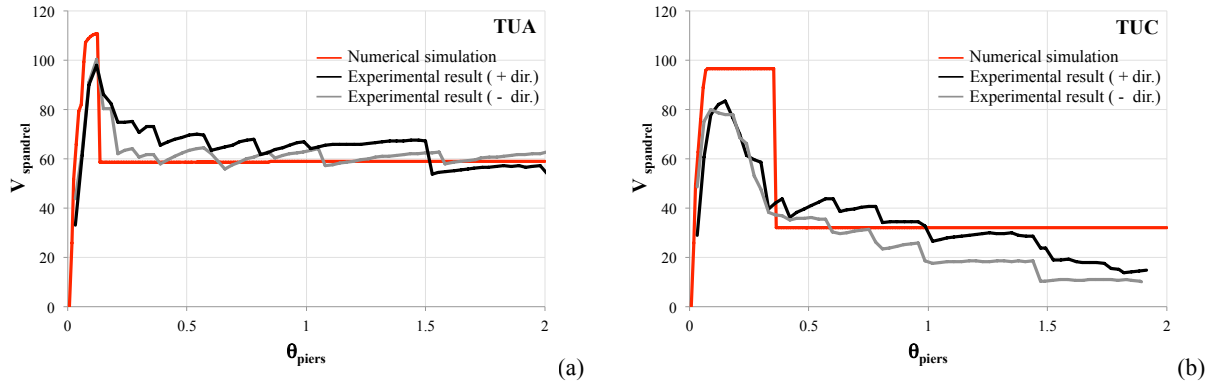 TUA
120
100
80
60
40
20
0
V spandrel
Numerical simulation
Experimental result ( + dir.)
Experimental result ( - dir.)
0 0.5 1 1.5 2
θpiers
(a)
TUC
120
100
80
60
40
20
0
V spandrel
Numerical simulation
Experimental result ( + dir.)
Experimental result ( - dir.)
0 0.5 1 1.5 2
θpiers
(b)